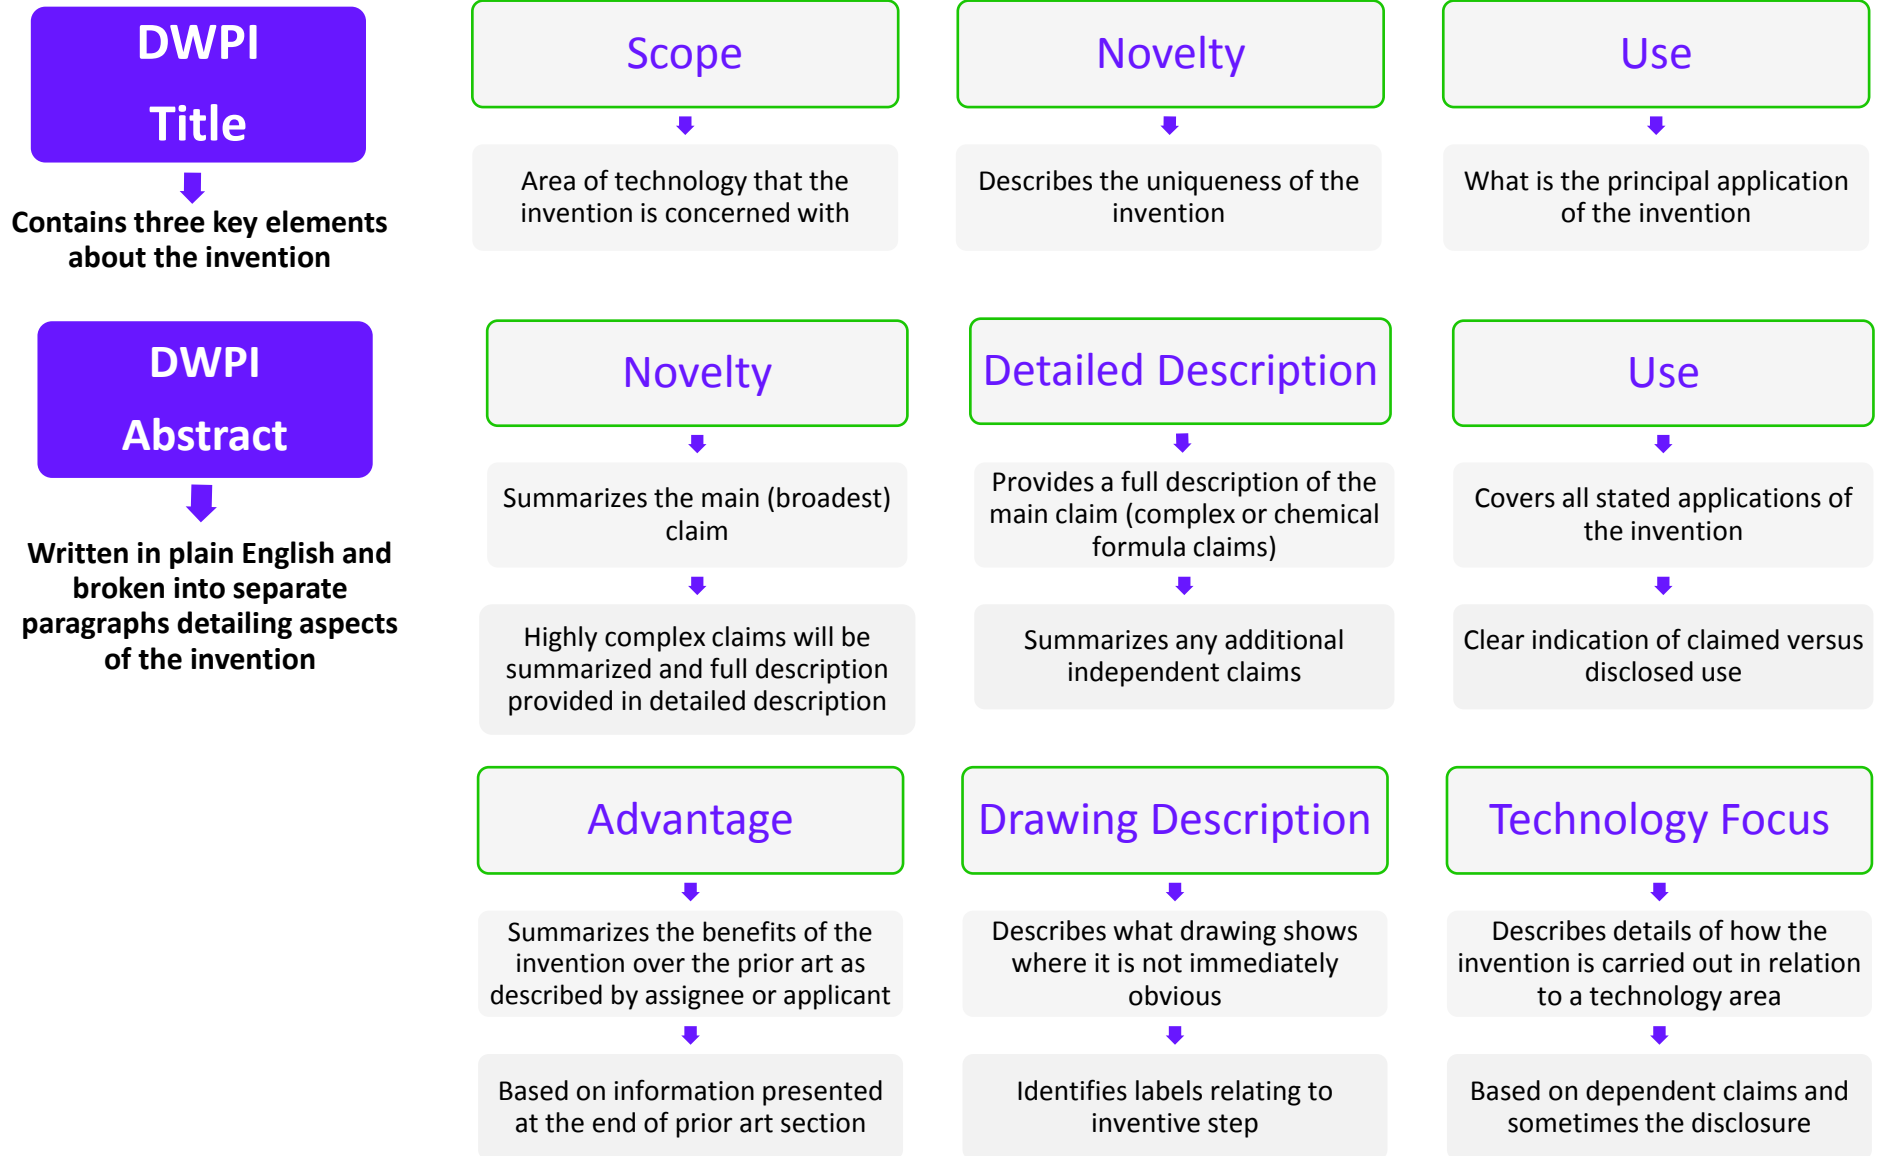 DWPI
Title
Contains three key elements
about the invention
Scope
Area of technology that the
invention is concerned with
Novelty
Describes the uniqueness of the
invention
Use
What is the principal application
of the invention
DWPI
Abstract
Written in plain English and
broken into separate
paragraphs detailing aspects
of the invention
Novelty
Summarizes the main (broadest)
claim
Highly complex claims will be
summarized and full description
provided in detailed description
Detailed Description
Provides a full description of the
main claim (complex or chemical
formula claims)
Summarizes any additional
independent claims
Use
Covers all stated applications of
the invention
Clear indication of claimed versus
disclosed use
Advantage
Summarizes the benefits of the
invention over the prior art as
described by assignee or applicant
Based on information presented
at the end of prior art section
Drawing Description
Describes what drawing shows
where it is not immediately
obvious
Identifies labels relating to
inventive step
Technology Focus
Describes details of how the
invention is carried out in relation
to a technology area
Based on dependent claims and
sometimes the disclosure